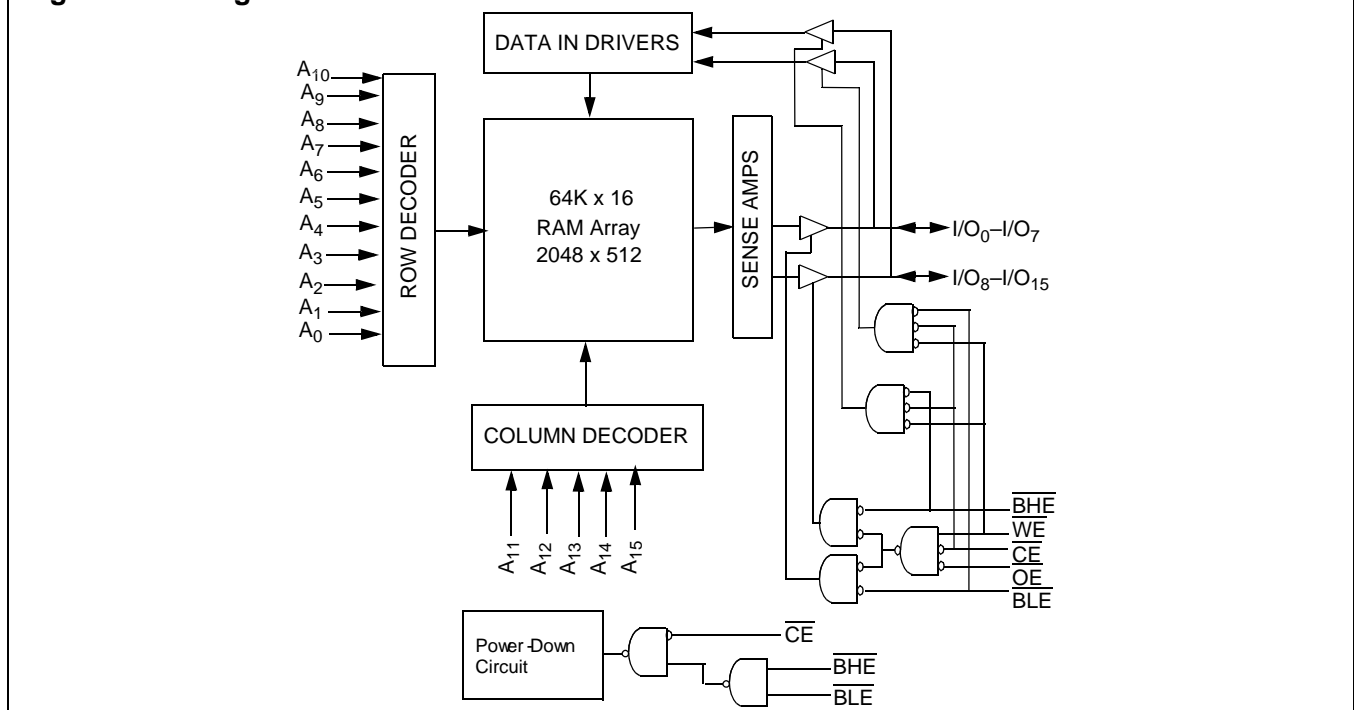 DATA IN DRIVERS
A10
A9
A8
A7
A6
A5
A4
A3
A2
A1
A0
ROW DECODER
64K x 16
RAM Array
2048 x 512
SENSE AMPS
I/O0–I/O7
I/O8–I/O15
COLUMN DECODER
A11
A12
A13
A14
A15
BHE
WE
CE
OE
BLE
Power-Down
Circuit
CE
BHE
BLE